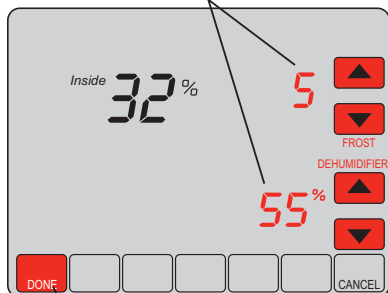 Inside 32%
5
FROST
DEHUMIDIFIER
55%
DONE
CANCEL